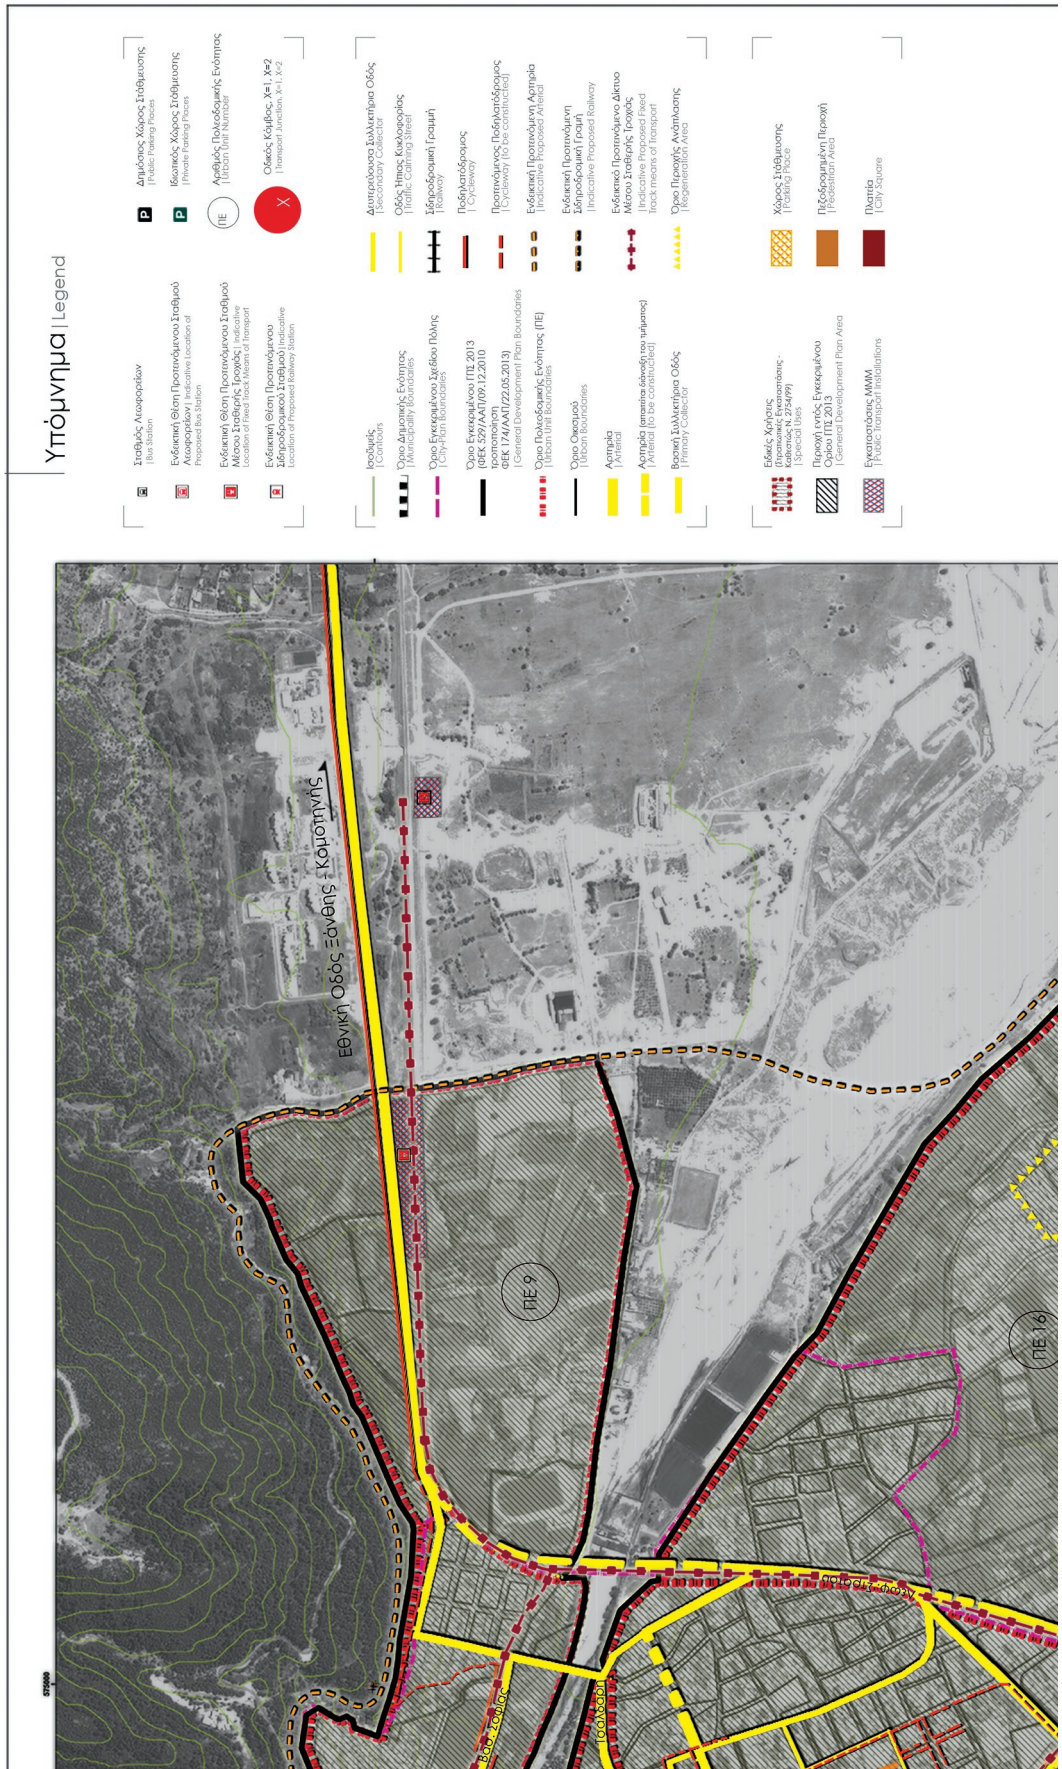 Υπόμνημα | Legend
Σταθμός Λεωφορείων
| Bus Station
Ενδεικτική Θέση Προτεινόμενου Σταθμού
Λεωφορείων | Indicative Location of
Proposed Bus Station
Ενδεικτική Θέση Προτεινόμενου Σταθμού
Μέσου Σταθερής Τροχιάς | Indicative
Location of Fixed Track Means of Transport
Ενδεικτική Θέση Προτεινόμενου
Σιδηροδρομικού Σταθμού | Indicative
Location of Proposed Railway Station
P
Δημόσιος Χώρος Στάθμευσης
| Public Parking Places
P
Ιδιωτικός Χώρος Στάθμευσης
| Private Parking Places
ΠΕ
Αριθμός Πολεοδομικής Ενότητας
| Urban Unit Number
X
Οδικός Κόμβος, X=1, X=2
| Transport Junction, X=1, X=2
Ισοϋψείς
| Contours
Όριο Δημοτικής Ενότητας
| Municipality Boundaries
Όριο Εγκεκριμένου Σχεδίου Πόλης
| City-Plan Boundaries
Όριο Εγκεκριμένου ΓΠΣ 2013
(ΦΕΚ 529/ΑΑΠ/09.12.2010
τροποποίηση
ΦΕΚ 174/ΑΑΠ/22.05.2013)
| General Development Plan Boundaries
Όριο Πολεοδομικής Ενότητας (ΠΕ)
| Urban Unit Boundaries
Όριο Οικισμού
| Urban Boundaries
Αρτηρία
| Arterial
Αρτηρία (απαιτείται διάνοιξη του τμήματος)
| Arterial (to be constructed)
Βασική Συλλεκτήρια Οδός
| Primary Collector
Δευτερεύουσα Συλλεκτήρια Οδός
| Secondary Collector
Οδός Ήπιας Κυκλοφορίας
| Traffic Calming Street
Σιδηροδρομική Γραμμή
| Railway
Ποδηλατόδρομος
| Cycleway
Προτεινόμενος Ποδηλατόδρομος
| Cycleway (to be constructed)
Ενδεικτική Προτεινόμενη Αρτηρία
| Indicative Proposed Arterial
Ενδεικτική Προτεινόμενη
Σιδηροδρομική Γραμή
| Indicative Proposed Railway
Ενδεικτικό Προτεινόμενο Δίκτυο
Μέσου Σταθερής Τροχιάς
| Indicative Proposed Fixed
Track means of Transport
Όριο Περιοχής Ανάπλασης
| Regeneration Area
Ειδικές Χρήσεις
(Στρατιωτικές Εγκαταστάσεις -
Καθεστώς Ν. 2754/99)
| Special Uses
Περιοχή εντός Εγκεκριμένου
Ορίου ΓΠΣ 2013
| General Development Plan Area
Εγκαταστάσεις ΜΜΜ
| Public Transport Installations
Χώρος Στάθμευσης
| Parking Place
Πεζοδρομημένη Περιοχή
| Pedestrian Area
Πλατεία
| City Square
575000
Εθνική Οδός Ξάνθης - Κομοτηνής
ΠΕ 9
ΠΕ 16
Λεωφ. Στρατού
Βασ. Σοφίας
Τσαλδάρη